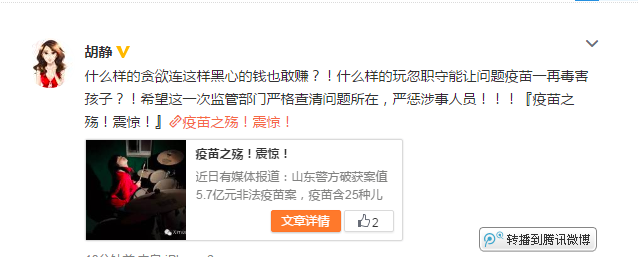 胡静
什么样的贪欲连这样黑心的钱也敢赚？！什么样的玩忽职守能让问题疫苗一再毒害
孩子？！希望这一次监管部门严格查清问题所在，严惩涉事人员！！！『疫苗之
殇！震惊！』疫苗之殇！震惊！
疫苗之殇！震惊！
近日有媒体报道：山东警方破获案值
5.7亿元非法疫苗案，疫苗含25种儿
文章详情
2
转播到腾讯微博